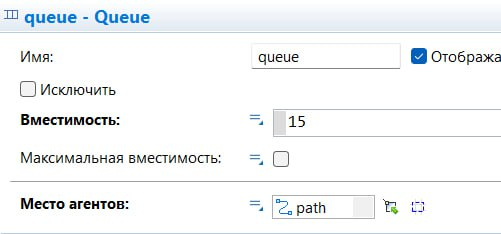 queue - Queue
Имя: queue Отобража
Исключить
Вместимость: 15
Максимальная вместимость:
Место агентов: path